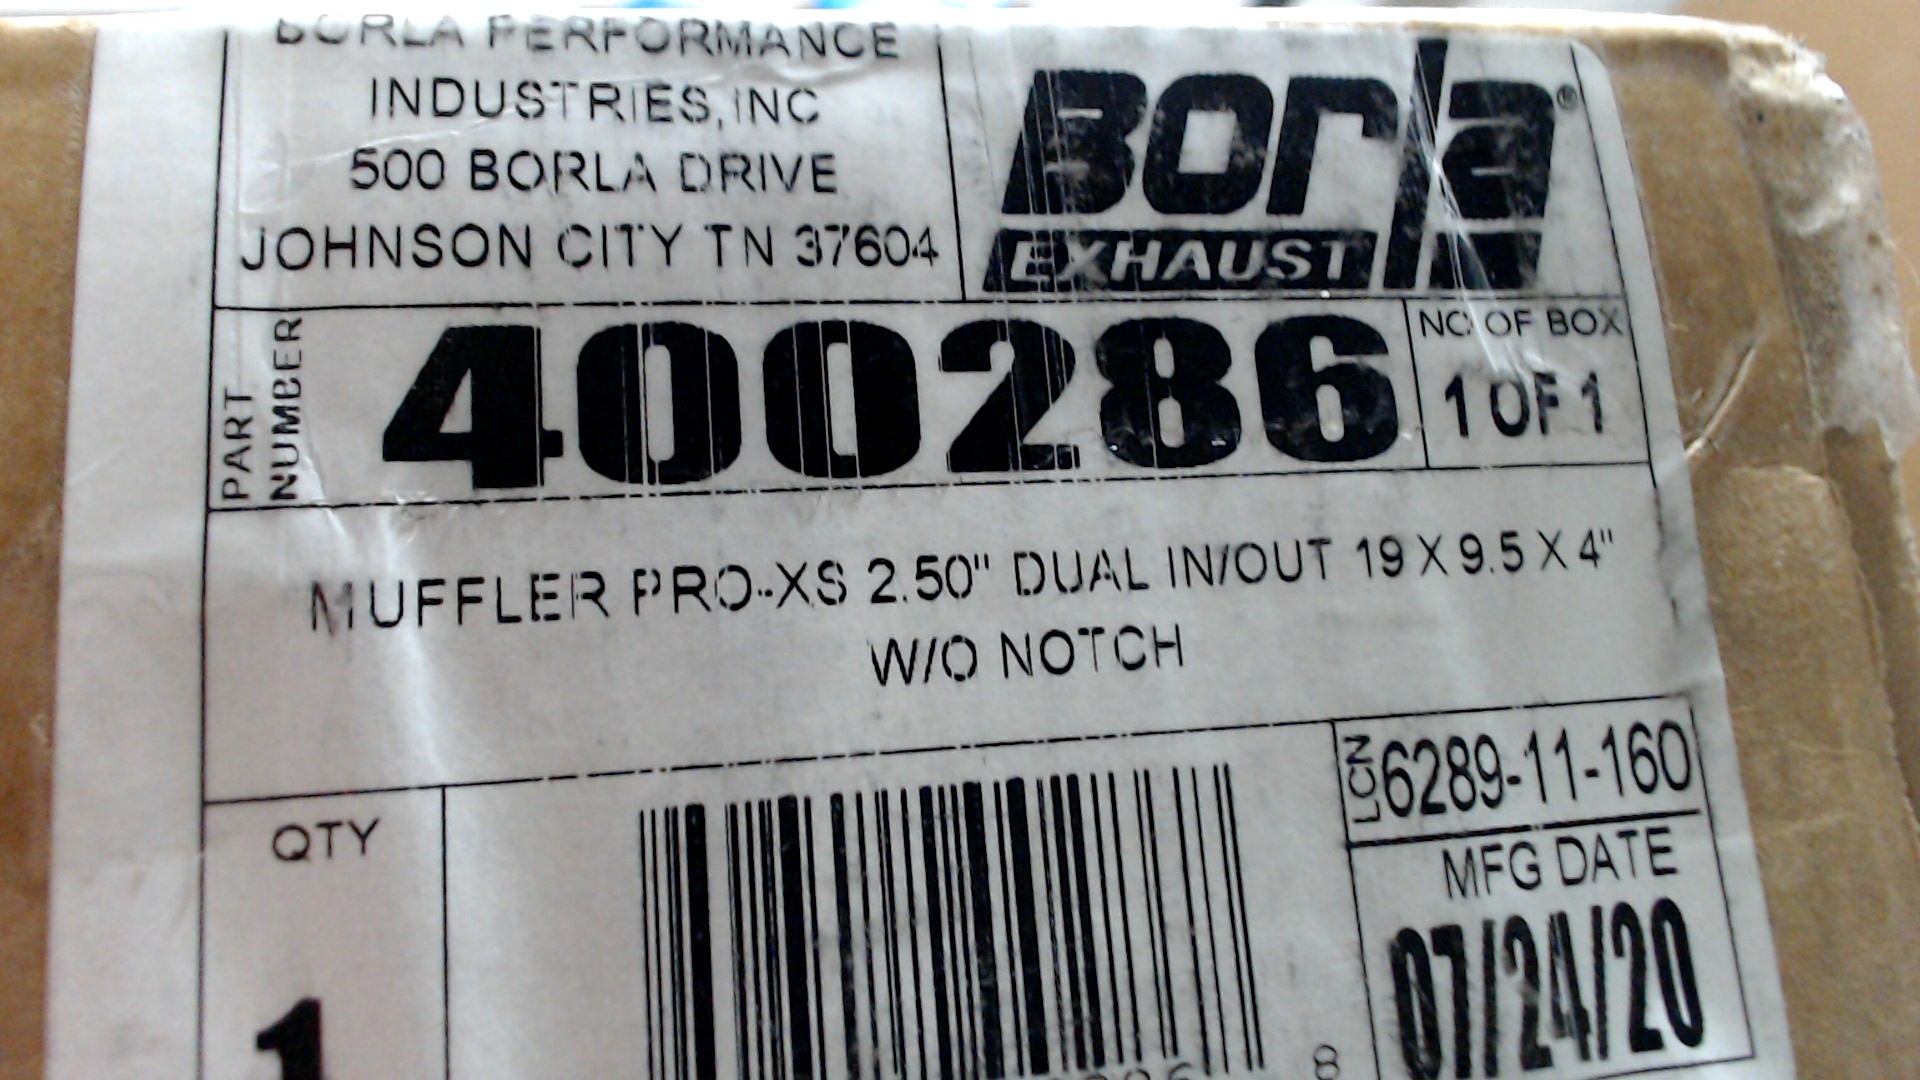 BORLA PERFORMANCE
INDUSTRIES, INC
500 BORLA DRIVE
JOHNSON CITY TN 37604
BORLA®
EXHAUST
PART
NUMBER
400286
NO OF BOX
1 OF 1
MUFFLER PRO-XS 2.50" DUAL IN/OUT 19 X 9.5 X 4"
W/O NOTCH
QTY
1
LCN
6289-11-160
MFG DATE
07/24/20
8